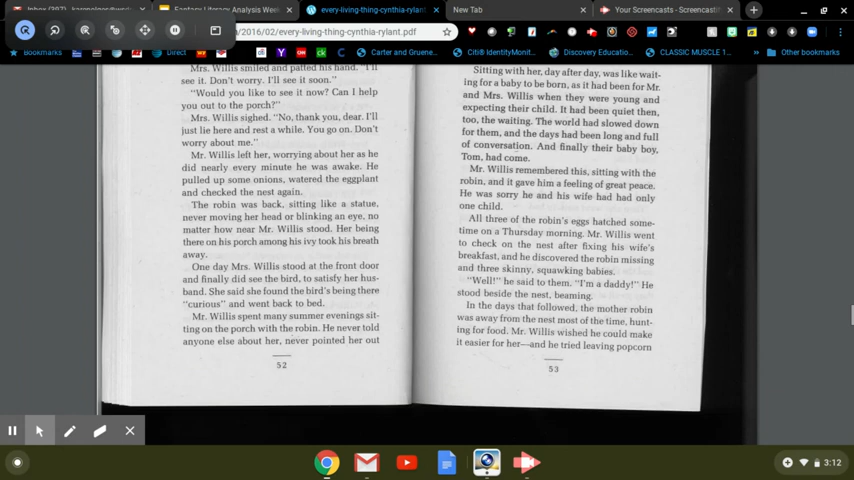 Inbox (397)
Fantasy Literary Analysis Week
every-living-thing-cynthia-rylant
New Tab
Your Screencasts - Screencastif
/2016/02/every-living-thing-cynthia-rylant.pdf
Bookmarks
Direct
Carter and Gruene...
Citi® IdentityMonit...
Discovery Educatio...
CLASSIC MUSCLE 1...
Other bookmarks
Mrs. Willis smiled and patted his hand. "I'll
see it. Don't worry. I'll see it soon."
"Would you like to see it now? Can I help
you out to the porch?"
Mrs. Willis sighed. "No, thank you, dear. I'll
just lie here and rest a while. You go on. Don't
worry about me."
Mr. Willis left her, worrying about her as he
did nearly every minute he was awake. He
pulled up some onions, watered the eggplant
and checked the nest again.
The robin was back, sitting like a statue,
never moving her head or blinking an eye, no
matter how near Mr. Willis stood. Her being
there on his porch among his ivy took his breath
away.
One day Mrs. Willis stood at the front door
and finally did see the bird, to satisfy her hus-
band. She said she found the bird's being there
"curious" and went back to bed.
Mr. Willis spent many summer evenings sit-
ting on the porch with the robin. He never told
anyone else about her, never pointed her out
52
Sitting with her, day after day, was like wait-
ing for a baby to be born, as it had been for Mr.
and Mrs. Willis when they were young and
expecting their child. It had been quiet then,
too, the waiting. The world had slowed down
for them, and the days had been long and full
of conversation. And finally their baby boy,
Tom, had come.
Mr. Willis remembered this, sitting with the
robin, and it gave him a feeling of great peace.
He was sorry he and his wife had had only
one child.
All three of the robin's eggs hatched some-
time on a Thursday morning. Mr. Willis went
to check on the nest after fixing his wife's
breakfast, and he discovered the robin missing
and three skinny, squawking babies.
"Well!" he said to them. "I'm a daddy!" He
stood beside the nest, beaming.
In the days that followed, the mother robin
was away from the nest most of the time, hunt-
ing for food. Mr. Willis wished he could make
it easier for her—and he tried leaving popcorn
53
3:12